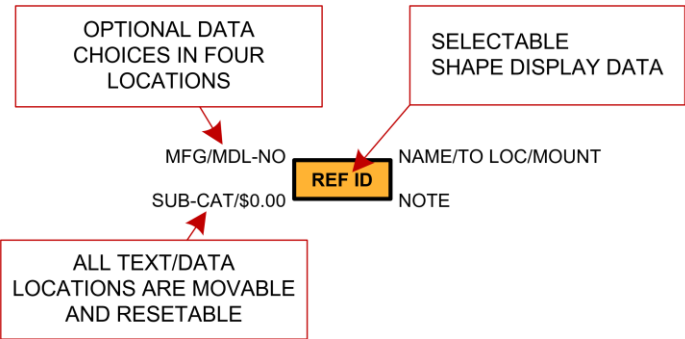 OPTIONAL DATA
CHOICES IN FOUR
LOCATIONS
SELECTABLE
SHAPE DISPLAY DATA
MFG/MDL-NO
NAME/TO LOC/MOUNT
REF ID
SUB-CAT/$0.00
NOTE
ALL TEXT/DATA
LOCATIONS ARE MOVABLE
AND RESETABLE